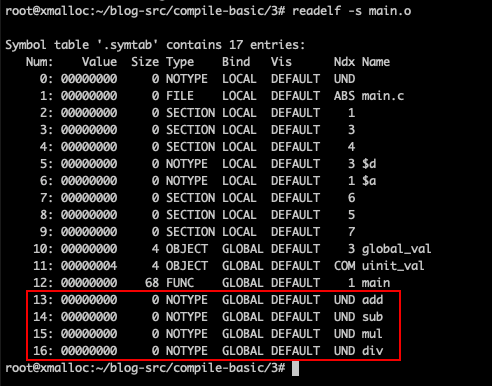 root@xmalloc:~/blog-src/compile-basic/3# readelf -s main.o
Symbol table '.symtab' contains 17 entries:
Num: Value Size Type Bind Vis Ndx Name
0: 00000000 0 NOTYPE LOCAL DEFAULT UND
1: 00000000 0 FILE LOCAL DEFAULT ABS main.c
2: 00000000 0 SECTION LOCAL DEFAULT 1
3: 00000000 0 SECTION LOCAL DEFAULT 3
4: 00000000 0 SECTION LOCAL DEFAULT 4
5: 00000000 0 NOTYPE LOCAL DEFAULT 3 $d
6: 00000000 0 NOTYPE LOCAL DEFAULT 1 $a
7: 00000000 0 SECTION LOCAL DEFAULT 6
8: 00000000 0 SECTION LOCAL DEFAULT 5
9: 00000000 0 SECTION LOCAL DEFAULT 7
10: 00000000 4 OBJECT GLOBAL DEFAULT 3 global_val
11: 00000004 4 OBJECT GLOBAL DEFAULT COM uinit_val
12: 00000000 68 FUNC GLOBAL DEFAULT 1 main
13: 00000000 0 NOTYPE GLOBAL DEFAULT UND add
14: 00000000 0 NOTYPE GLOBAL DEFAULT UND sub
15: 00000000 0 NOTYPE GLOBAL DEFAULT UND mul
16: 00000000 0 NOTYPE GLOBAL DEFAULT UND div
root@xmalloc:~/blog-src/compile-basic/3#